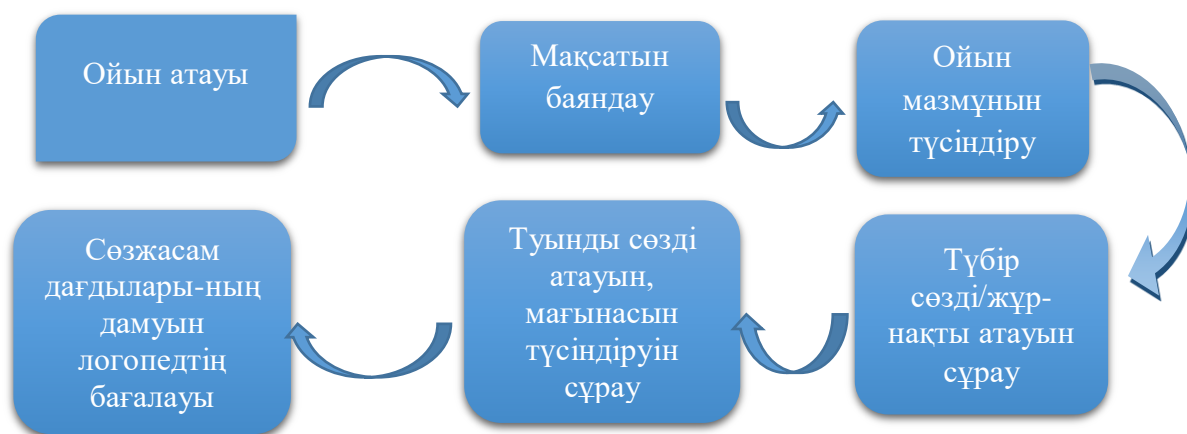 Ойын атауы
Мақсатын
баяндау
Ойын
мазмұнын
түсіндіру
Түбір
сөзді/жұр-
нақты атауын
сұрау
Туынды сөзді
атауын,
мағынасын
түсіндіруін
сұрау
Сөзжасам
дағдылары-ның
дамуын
логопедтің
бағалауы